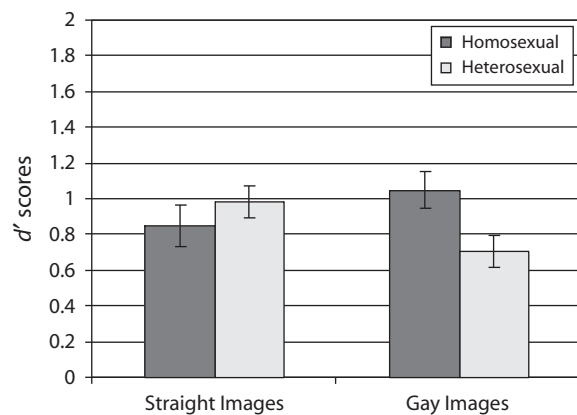 2
1.8
1.6
1.4
1.2
1
0.8
0.6
0.4
0.2
0
d′ scores
Homosexual
Heterosexual
Straight Images
Gay Images